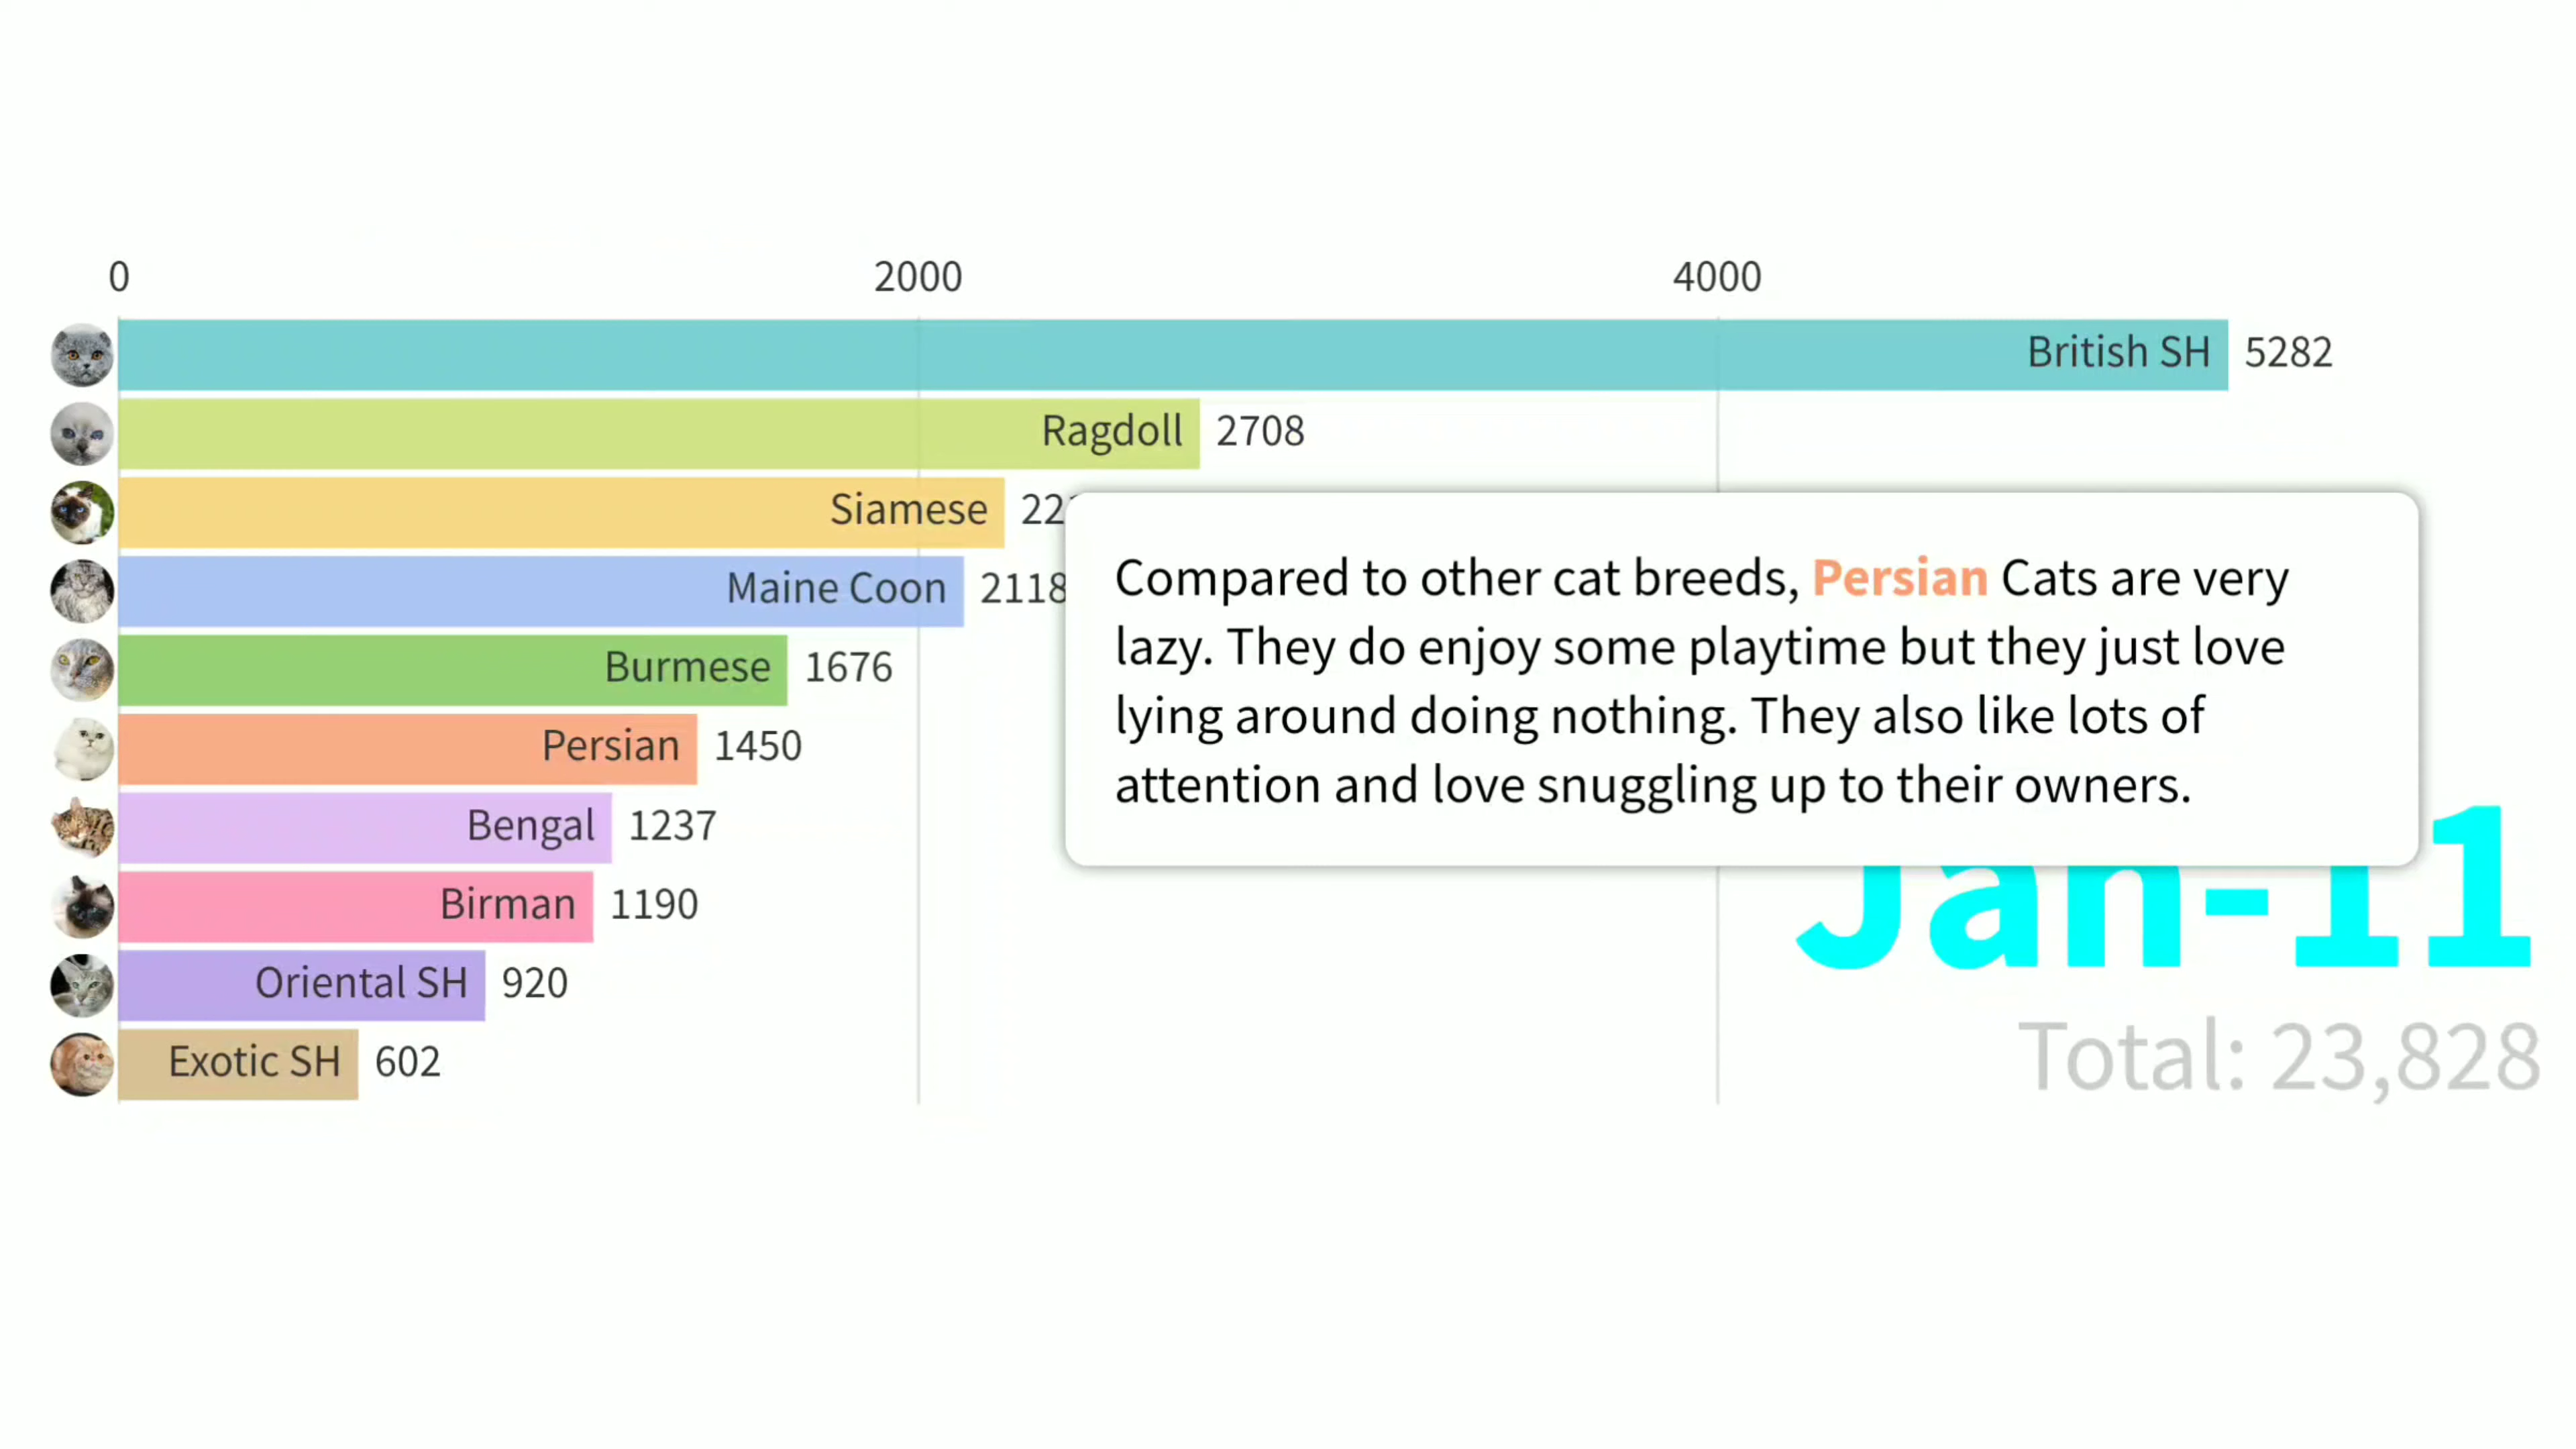 0 2000 4000
British SH 5282
Ragdoll 2708
Siamese
Maine Coon 2118
Burmese 1676
Persian 1450
Bengal 1237
Birman 1190
Oriental SH 920
Exotic SH 602
Compared to other cat breeds, Persian Cats are very
lazy. They do enjoy some playtime but they just love
lying around doing nothing. They also like lots of
attention and love snuggling up to their owners.
Jan-11
Total: 23,828